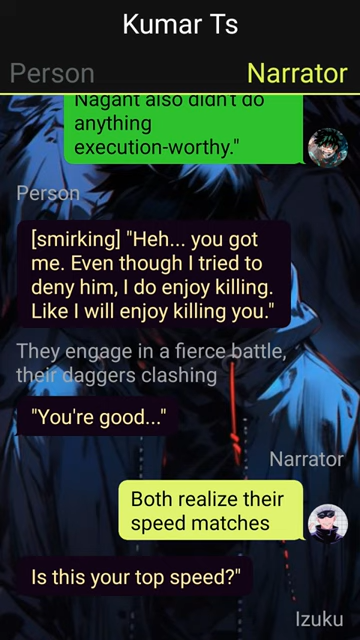 Kumar Ts
Person
Narrator
Nagant also didn't do
anything
execution-worthy."
Person
[smirking] "Heh... you got
me. Even though I tried to
deny him, I do enjoy killing.
Like I will enjoy killing you."
They engage in a fierce battle,
their daggers clashing
"You're good..."
Narrator
Both realize their
speed matches
Is this your top speed?"
Izuku